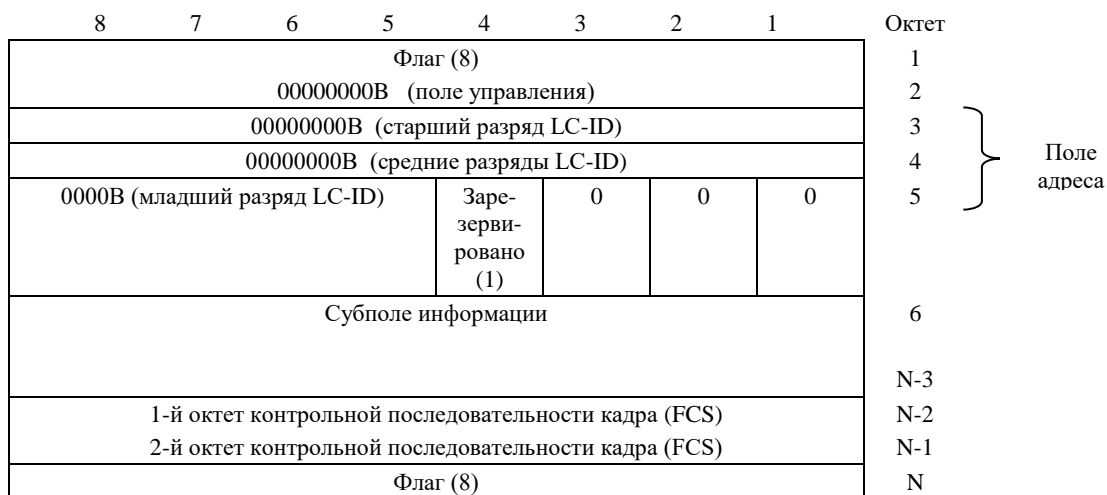 8 7 6 5 4 3 2 1 Октет
Флаг (8) 1
00000000B (поле управления) 2
00000000B (старший разряд LC-ID) 3
00000000B (средние разряды LC-ID) 4
Поле
адреса
0000B (младший разряд LC-ID) Заре- 0 0 0 5
зерви-
ровано
(1)
Субполе информации 6
N-3
1-й октет контрольной последовательности кадра (FCS) N-2
2-й октет контрольной последовательности кадра (FCS) N-1
Флаг (8) N